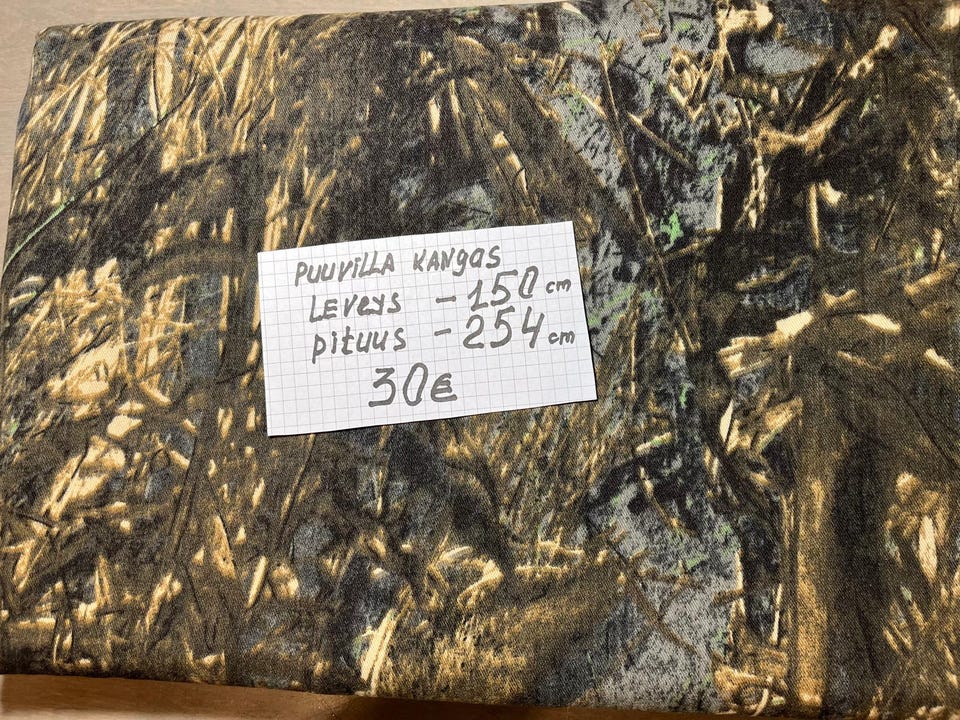 PUUVILLA KANgas
LEVEYS - 150 cm
pituus - 254 cm
30€